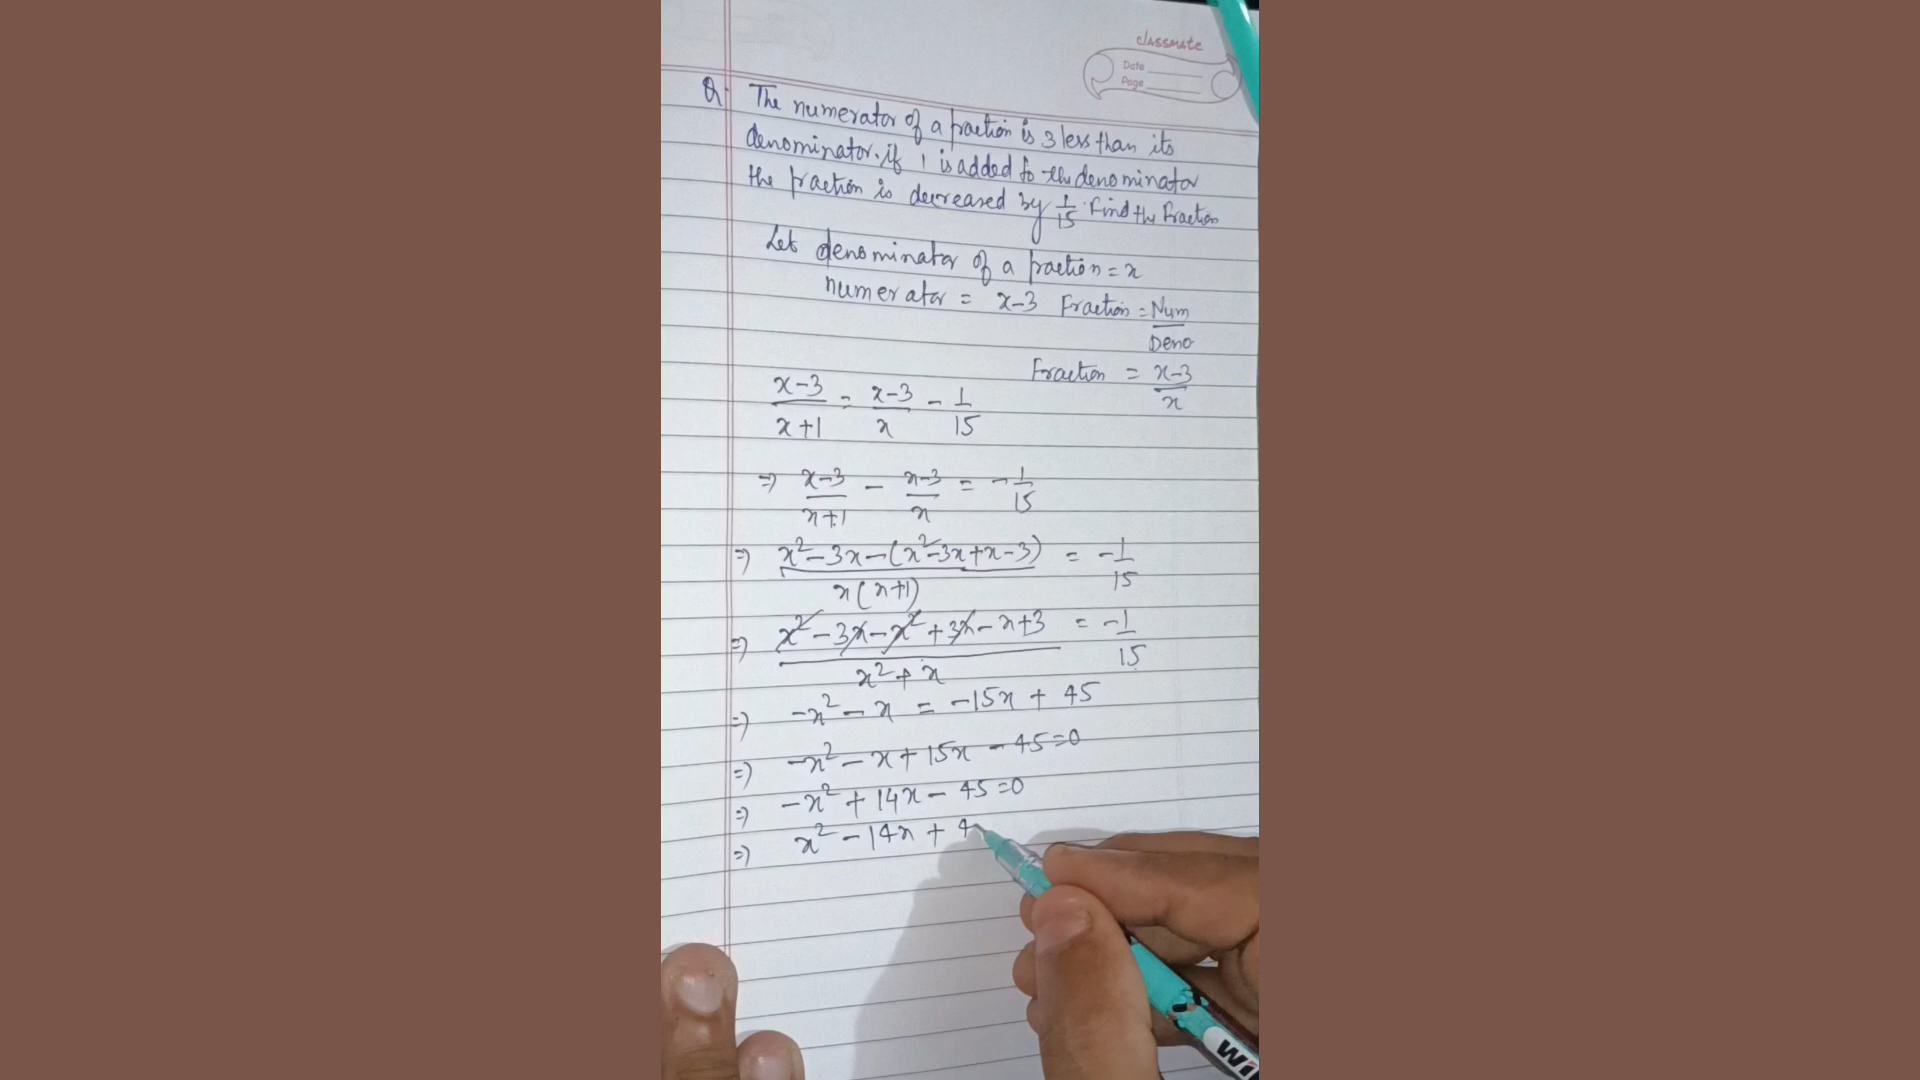 classmate
Date
Page
Q. The numerator of a fraction is 3 less than its
denominator. if 1 is added to the denominator
the fraction is decreased by 1/15. Find the Fraction
Let denominator of a fraction = x
numerator = x-3 Fraction = Num/Deno
Fraction = x-3/x
x-3/x+1 = x-3/x - 1/15
⇒ x-3/x+1 - x-3/x = -1/15
⇒ x²-3x-(x²-3x+x-3)/x(x+1) = -1/15
⇒ x²-3x-x²+3x-x+3/x²+x = -1/15
⇒ -x²-x = -15x + 45
⇒ -x²-x+15x-45=0
⇒ -x²+14x-45=0
⇒ x²-14x+4